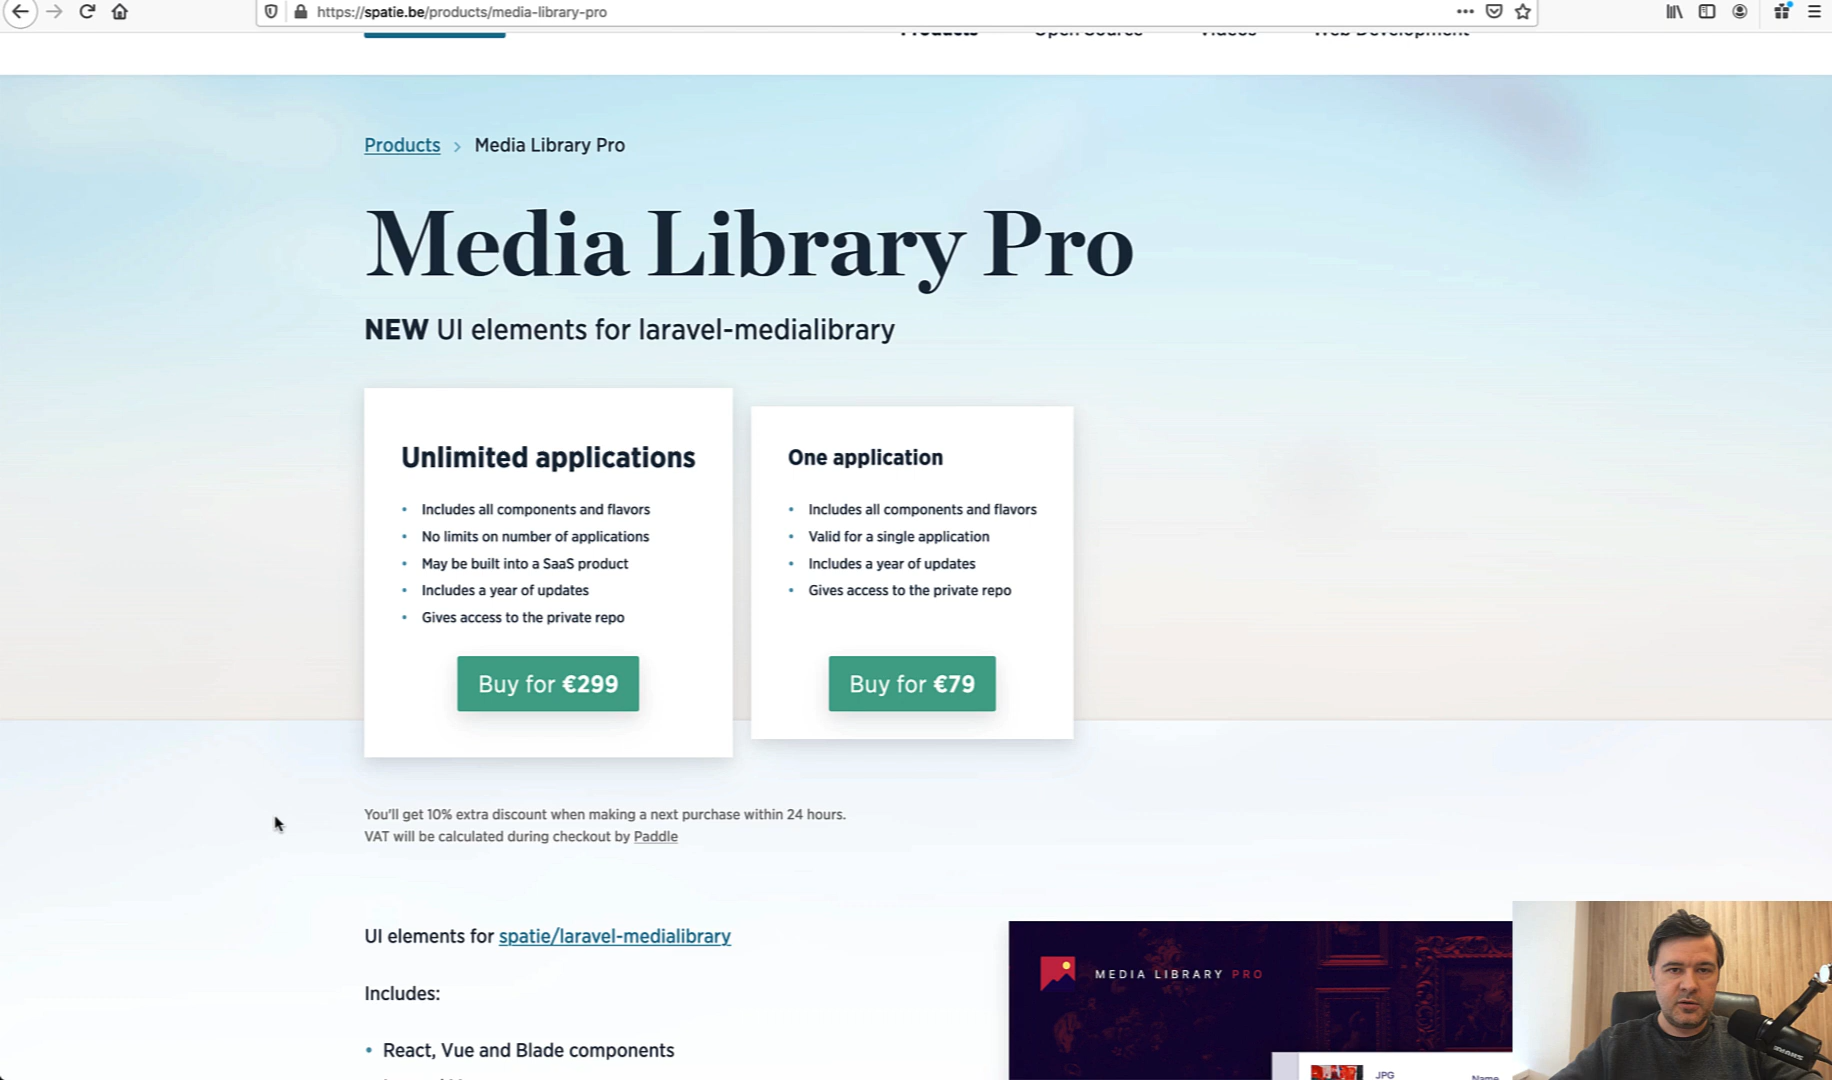 https://spatie.be/products/media-library-pro
Products Open Source Videos Web Development
Products > Media Library Pro
Media Library Pro
NEW UI elements for laravel-medialibrary
Unlimited applications
• Includes all components and flavors
• No limits on number of applications
• May be built into a SaaS product
• Includes a year of updates
• Gives access to the private repo
Buy for €299
One application
• Includes all components and flavors
• Valid for a single application
• Includes a year of updates
• Gives access to the private repo
Buy for €79
You'll get 10% extra discount when making a next purchase within 24 hours.
VAT will be calculated during checkout by Paddle
UI elements for spatie/laravel-medialibrary
Includes:
• React, Vue and Blade components
MEDIA LIBRARY PRO
JPG Name